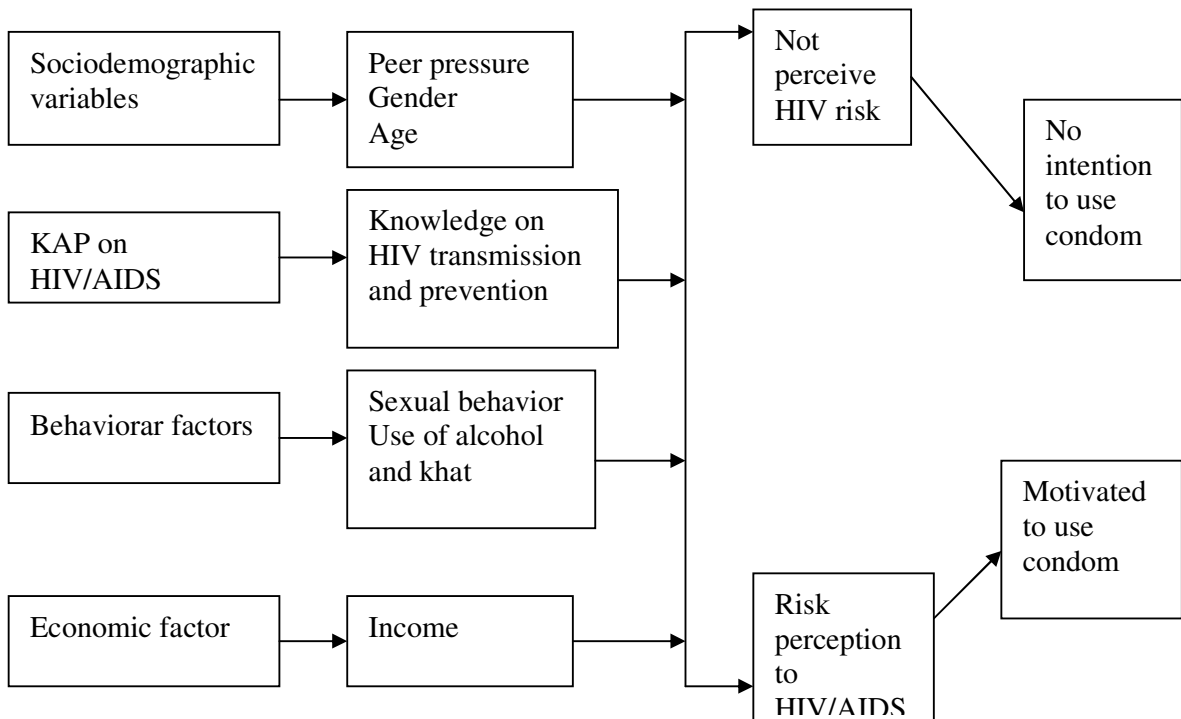 Sociodemographic
variables
Peer pressure
Gender
Age
Not
perceive
HIV risk
No
intention
to use
condom
KAP on
HIV/AIDS
Knowledge on
HIV transmission
and prevention
Behaviorar factors
Sexual behavior
Use of alcohol
and khat
Motivated
to use
condom
Economic factor
Income
Risk
perception
to
HIV/AIDS